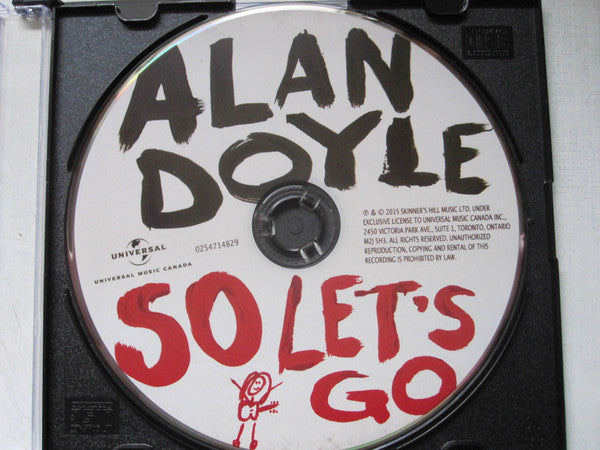 ALAN
DOYLE
℗ & © 2015 SKINNER'S HILL MUSIC LTD. UNDER
EXCLUSIVE LICENSE TO UNIVERSAL MUSIC CANADA INC.,
2450 VICTORIA PARK AVE., SUITE 1, TORONTO, ONTARIO
M2J 5H3. ALL RIGHTS RESERVED. UNAUTHORIZED
REPRODUCTION, COPYING AND RENTAL OF THIS
RECORDING IS PROHIBITED BY LAW.
UNIVERSAL
UNIVERSAL MUSIC CANADA
0254714829
SO LET'S
GO